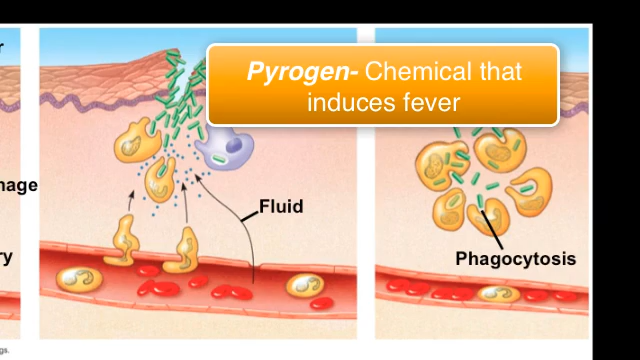 Pyrogen- Chemical that
induces fever
Fluid
Phagocytosis